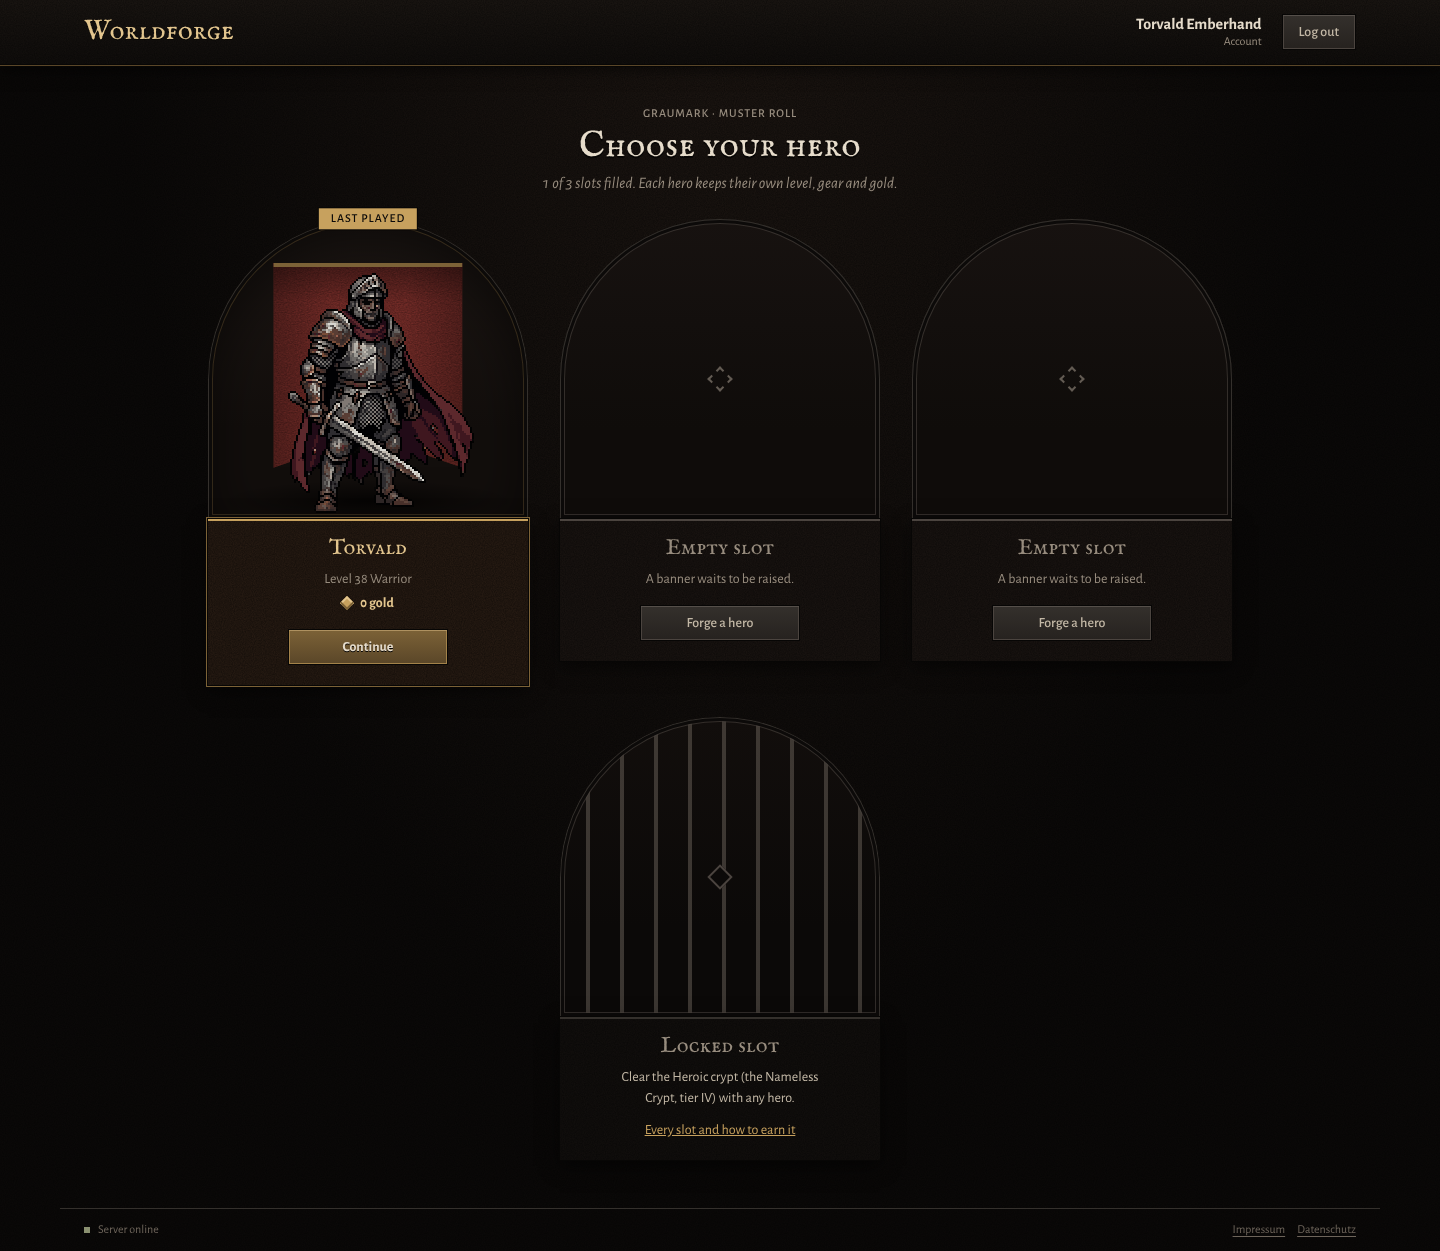 Worldforge
Torvald Emberhand
Account
Log out
GRAUMARK · MUSTER ROLL
Choose your hero
1 of 3 slots filled. Each hero keeps their own level, gear and gold.
LAST PLAYED
Torvald
Level 38 Warrior
0 gold
Continue
Empty slot
A banner waits to be raised.
Forge a hero
Empty slot
A banner waits to be raised.
Forge a hero
Locked slot
Clear the Heroic crypt (the Nameless
Crypt, tier IV) with any hero.
Every slot and how to earn it
Server online
Impressum
Datenschutz